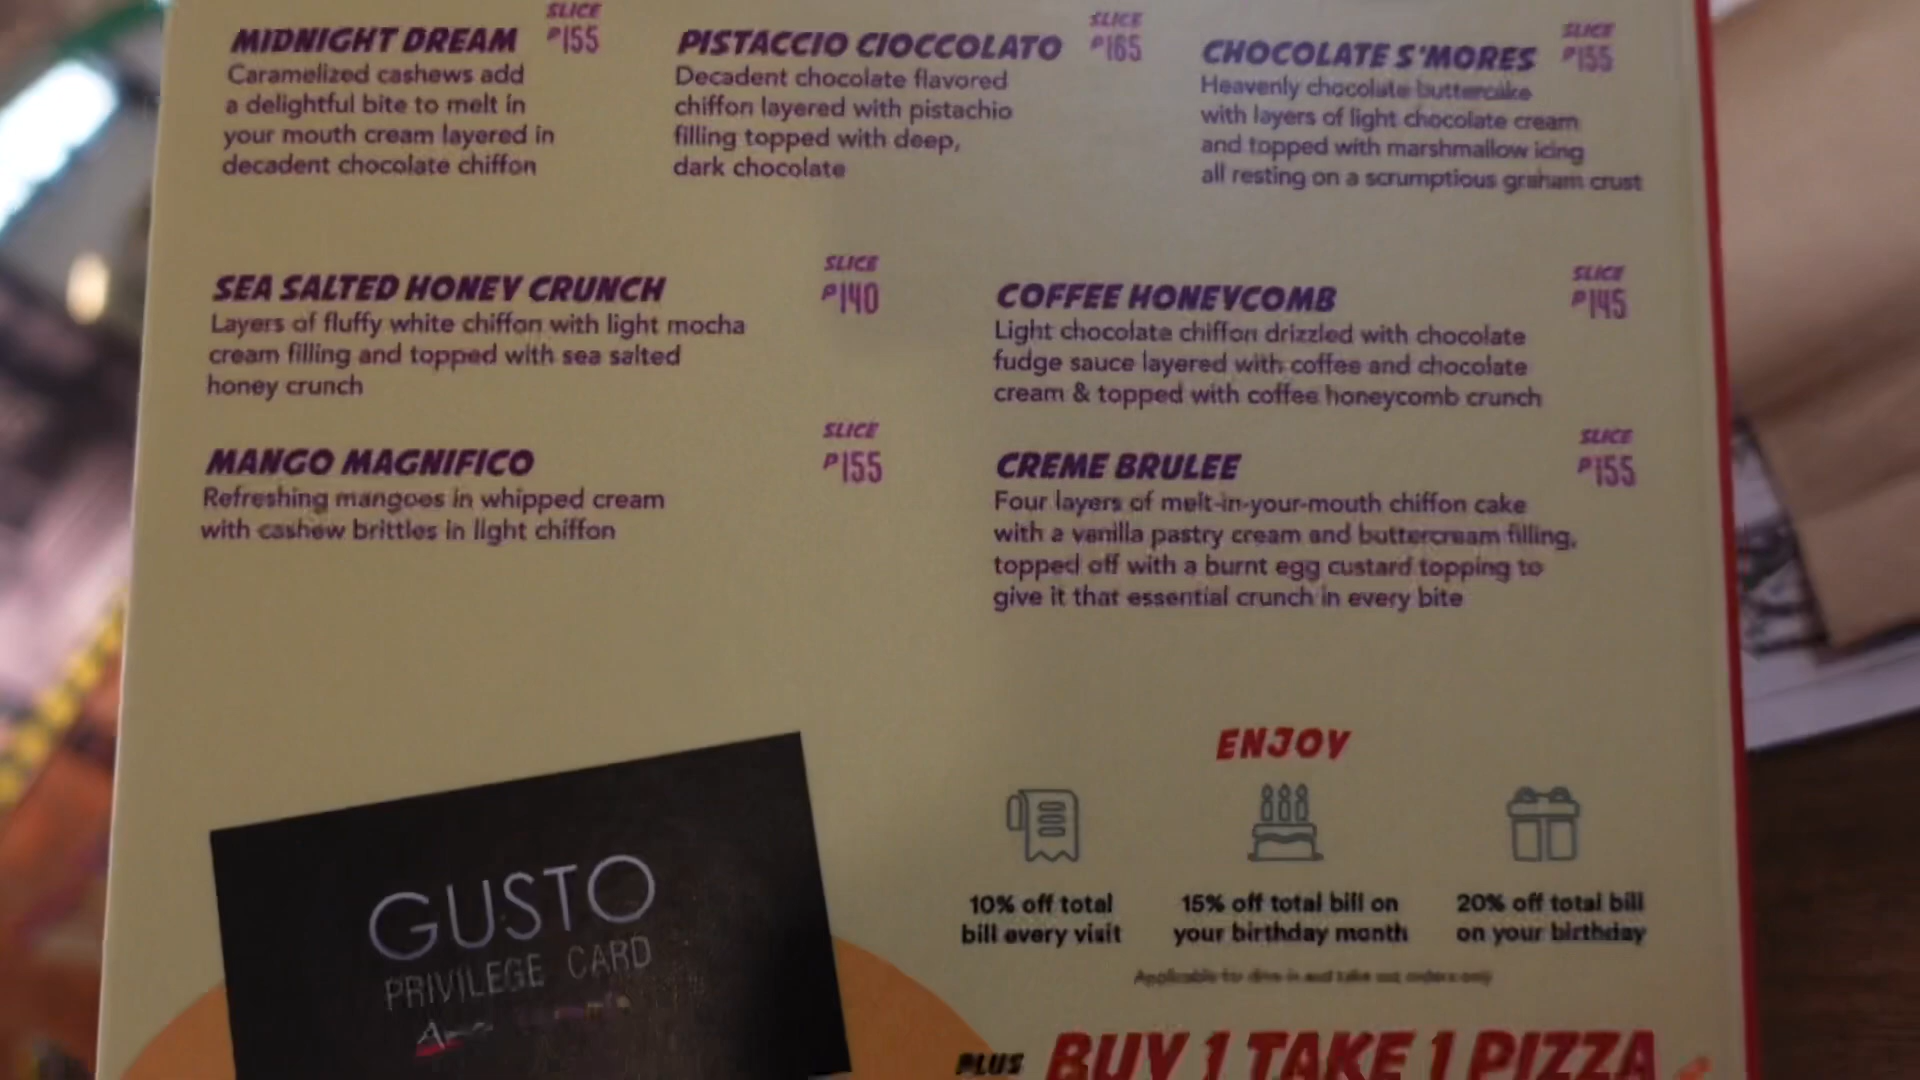 MIDNIGHT DREAM
SLICE
₱155
Caramelized cashews add
a delightful bite to melt in
your mouth cream layered in
decadent chocolate chiffon
PISTACCIO CIOCCOLATO
SLICE
₱165
Decadent chocolate flavored
chiffon layered with pistachio
filling topped with deep,
dark chocolate
CHOCOLATE S'MORES
SLICE
₱155
Heavenly chocolate buttercake
with layers of light chocolate cream
and topped with marshmallow icing
all resting on a scrumptious graham crust
SEA SALTED HONEY CRUNCH
SLICE
₱140
Layers of fluffy white chiffon with light mocha
cream filling and topped with sea salted
honey crunch
COFFEE HONEYCOMB
SLICE
₱145
Light chocolate chiffon drizzled with chocolate
fudge sauce layered with coffee and chocolate
cream & topped with coffee honeycomb crunch
MANGO MAGNIFICO
SLICE
₱155
Refreshing mangoes in whipped cream
with cashew brittles in light chiffon
CREME BRULEE
SLICE
₱155
Four layers of melt-in-your-mouth chiffon cake
with a vanilla pastry cream and buttercream filling,
topped off with a burnt egg custard topping to
give it that essential crunch in every bite
GUSTO
PRIVILEGE CARD
ENJOY
10% off total
bill every visit
15% off total bill on
your birthday month
20% off total bill
on your birthday
Applicable for dine-in and take out orders only
PLUS BUY 1 TAKE 1 PIZZA